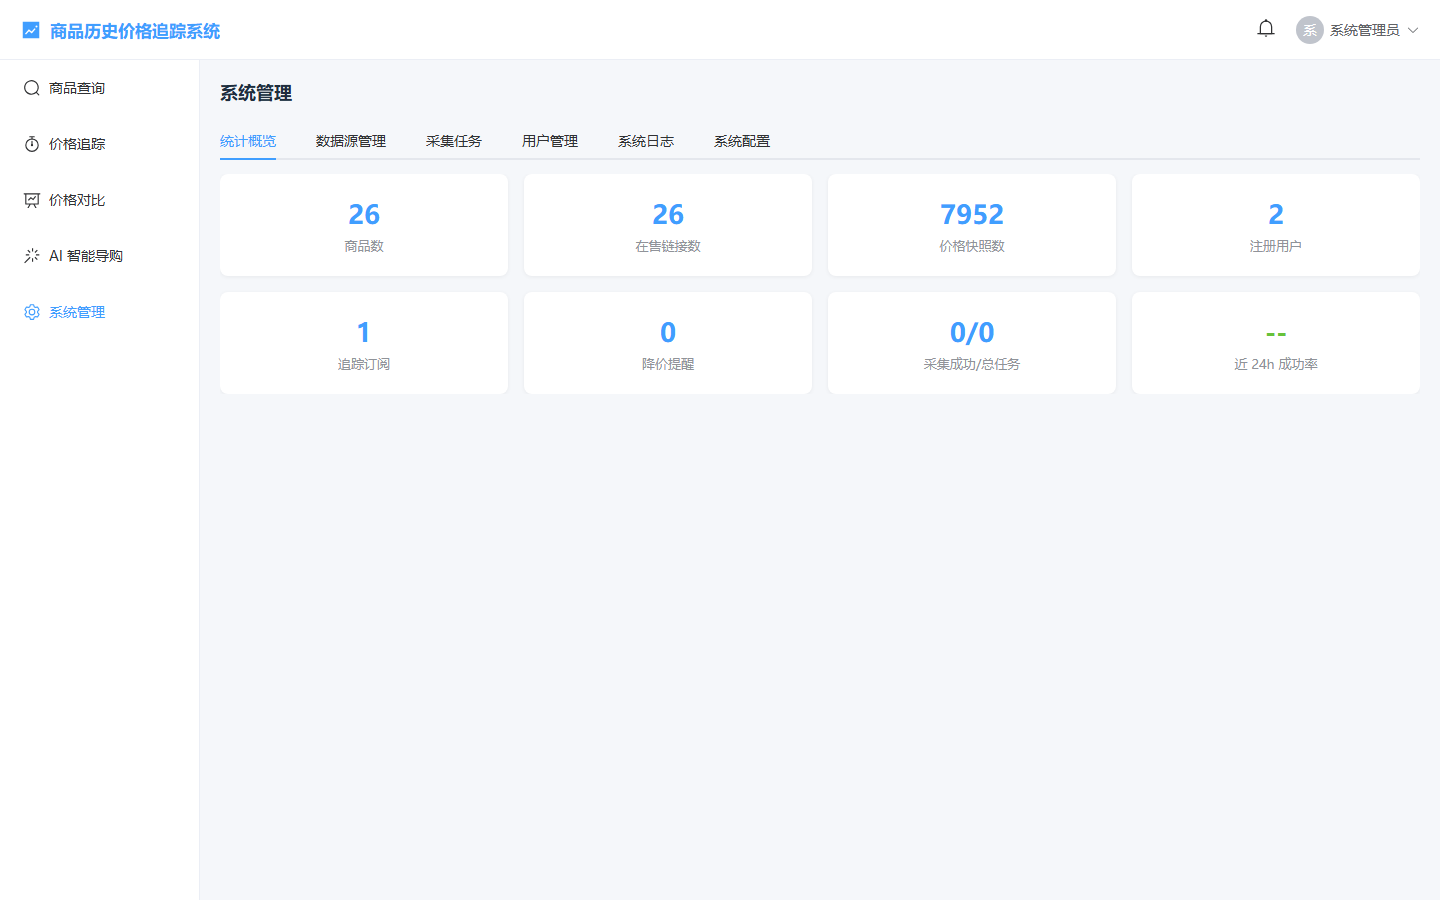 商品历史价格追踪系统
系 系统管理员
商品查询
价格追踪
价格对比
AI 智能导购
系统管理
系统管理
统计概览 数据源管理 采集任务 用户管理 系统日志 系统配置
26 26 7952 2
商品数 在售链接数 价格快照数 注册用户
1 0 0/0 --
追踪订阅 降价提醒 采集成功/总任务 近 24h 成功率